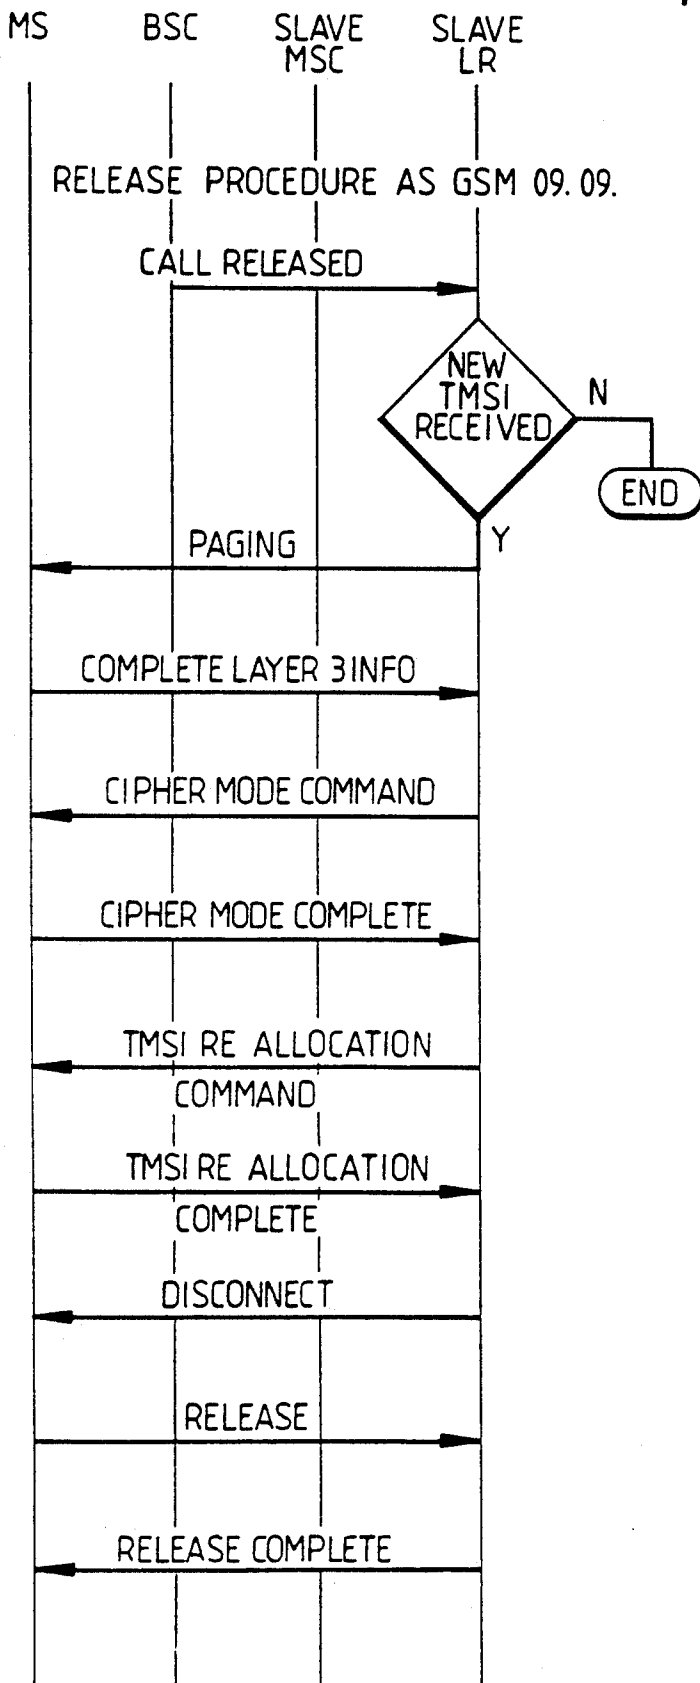 MS BSC SLAVE SLAVE
MSC LR
RELEASE PROCEDURE AS GSM 09.09.
CALL RELEASED
NEW
TMSI
RECEIVED
N
END
Y
PAGING
COMPLETE LAYER 3INFO
CIPHER MODE COMMAND
CIPHER MODE COMPLETE
TMSI RE ALLOCATION
COMMAND
TMSI RE ALLOCATION
COMPLETE
DISCONNECT
RELEASE
RELEASE COMPLETE